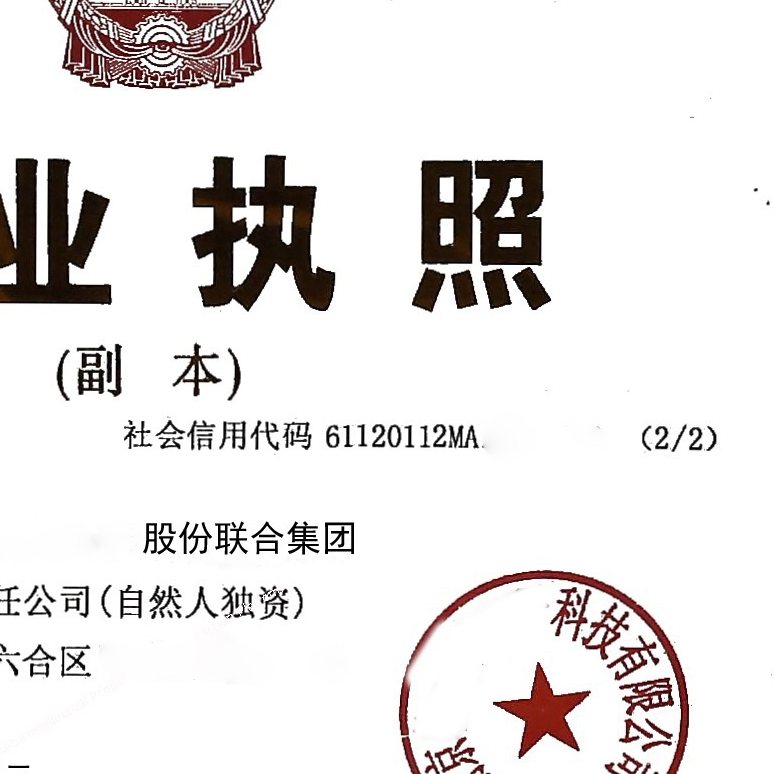 业执照
(副 本)
社会信用代码 61120112MA (2/2)
股份联合集团
任公司(自然人独资)
六合区
科技有限公司
京